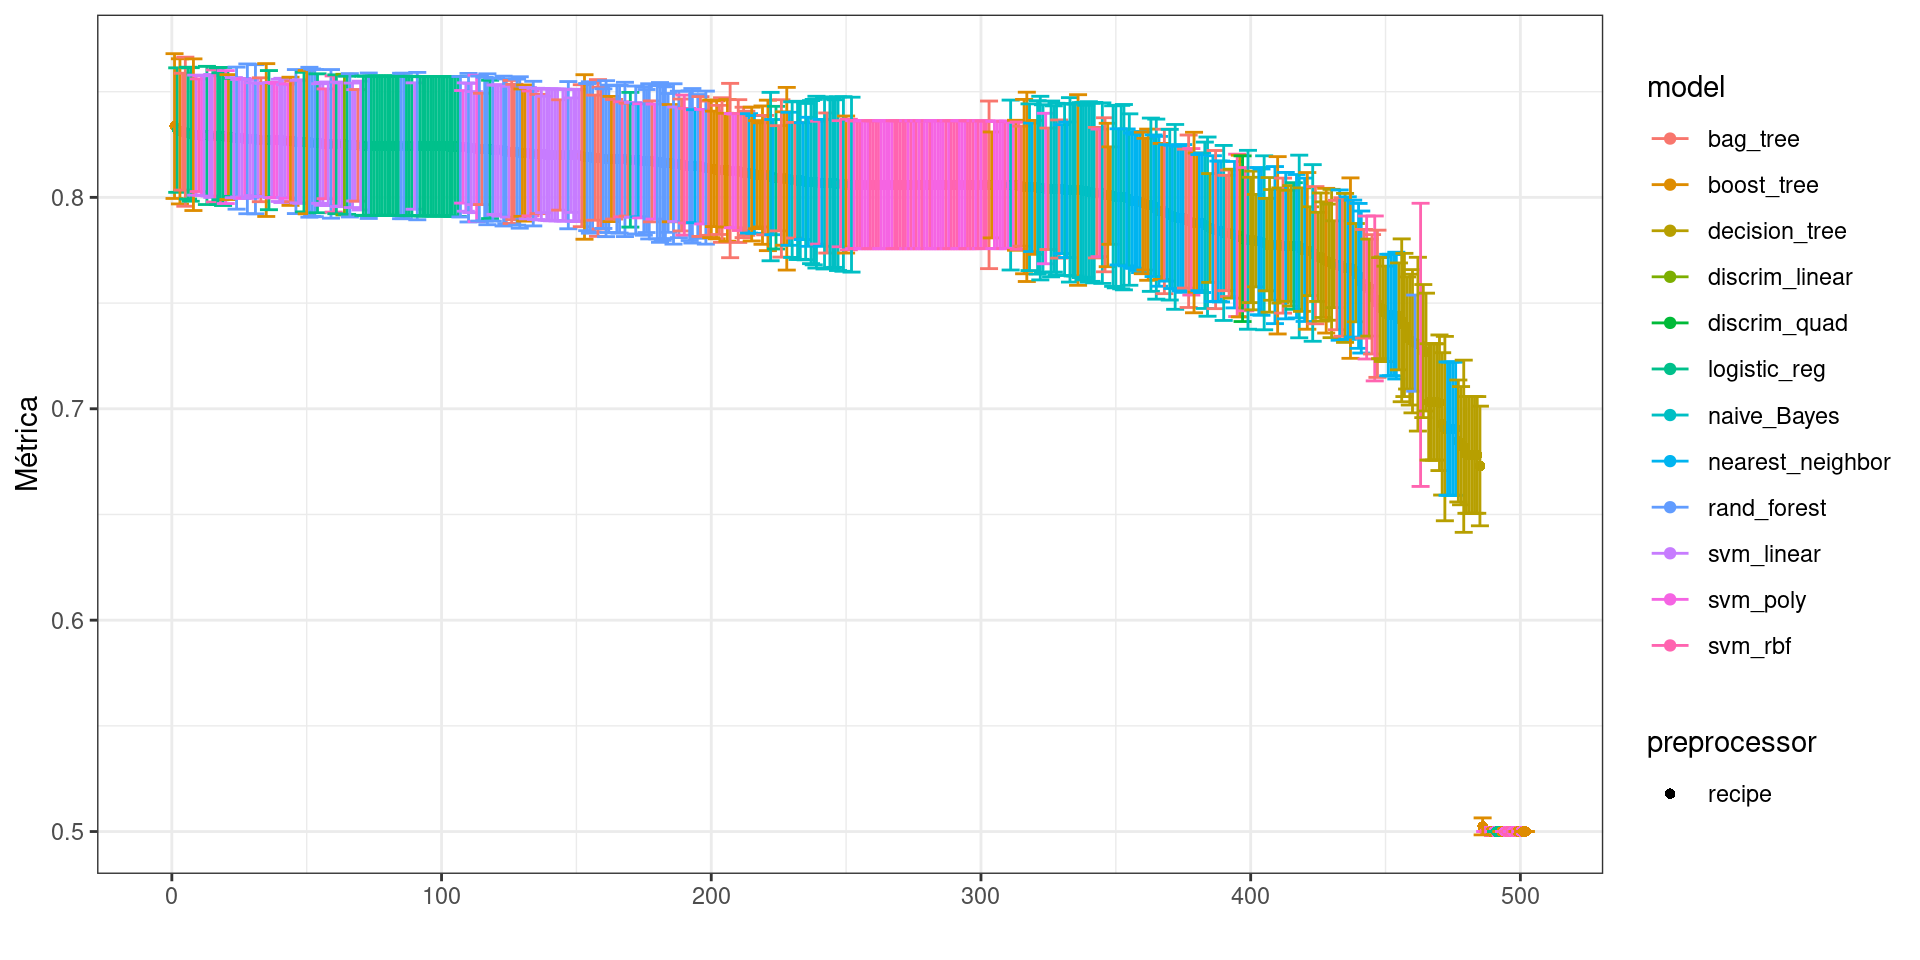 Métrica
0.8
0.7
0.6
0.5
0 100 200 300 400 500
model
bag_tree
boost_tree
decision_tree
discrim_linear
discrim_quad
logistic_reg
naive_Bayes
nearest_neighbor
rand_forest
svm_linear
svm_poly
svm_rbf
preprocessor
recipe